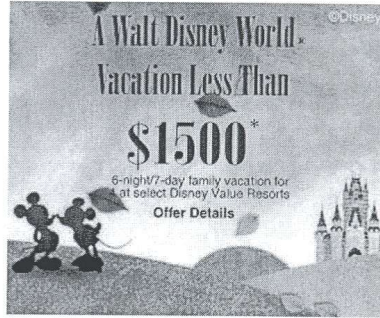 ©Disney
A Walt Disney World®
Vacation Less Than
$1500*
6-night/7-day family vacation for
4 at select Disney Value Resorts
Offer Details